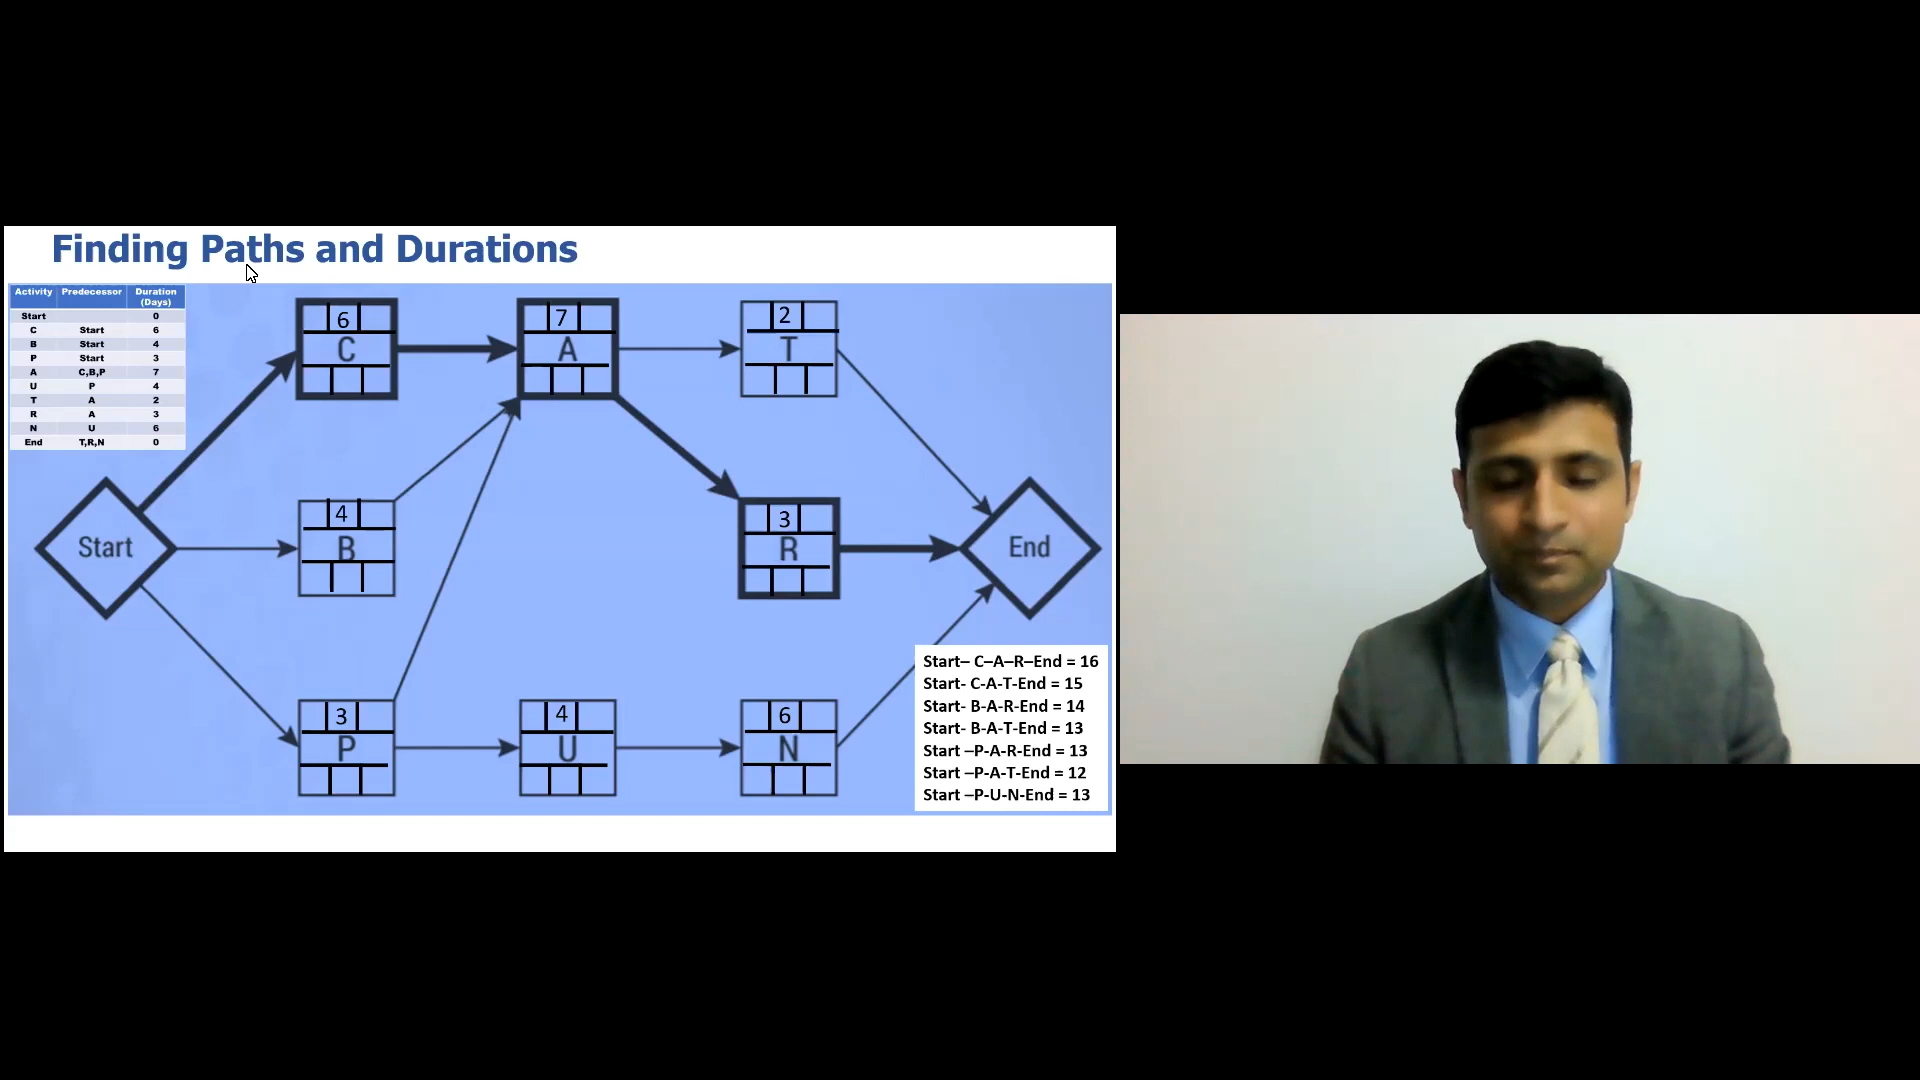 Finding Paths and Durations
Activity Predecessor Duration (Days)
Start 0
C Start 6
B Start 4
P Start 3
A C,B,P 7
U P 4
T A 2
R A 3
N U 6
End T,R,N 0
6
C
7
A
2
T
Start
4
B
3
R
End
3
P
4
U
6
N
Start– C–A–R–End = 16
Start- C-A-T-End = 15
Start- B-A-R-End = 14
Start- B-A-T-End = 13
Start –P-A-R-End = 13
Start –P-A-T-End = 12
Start –P-U-N-End = 13